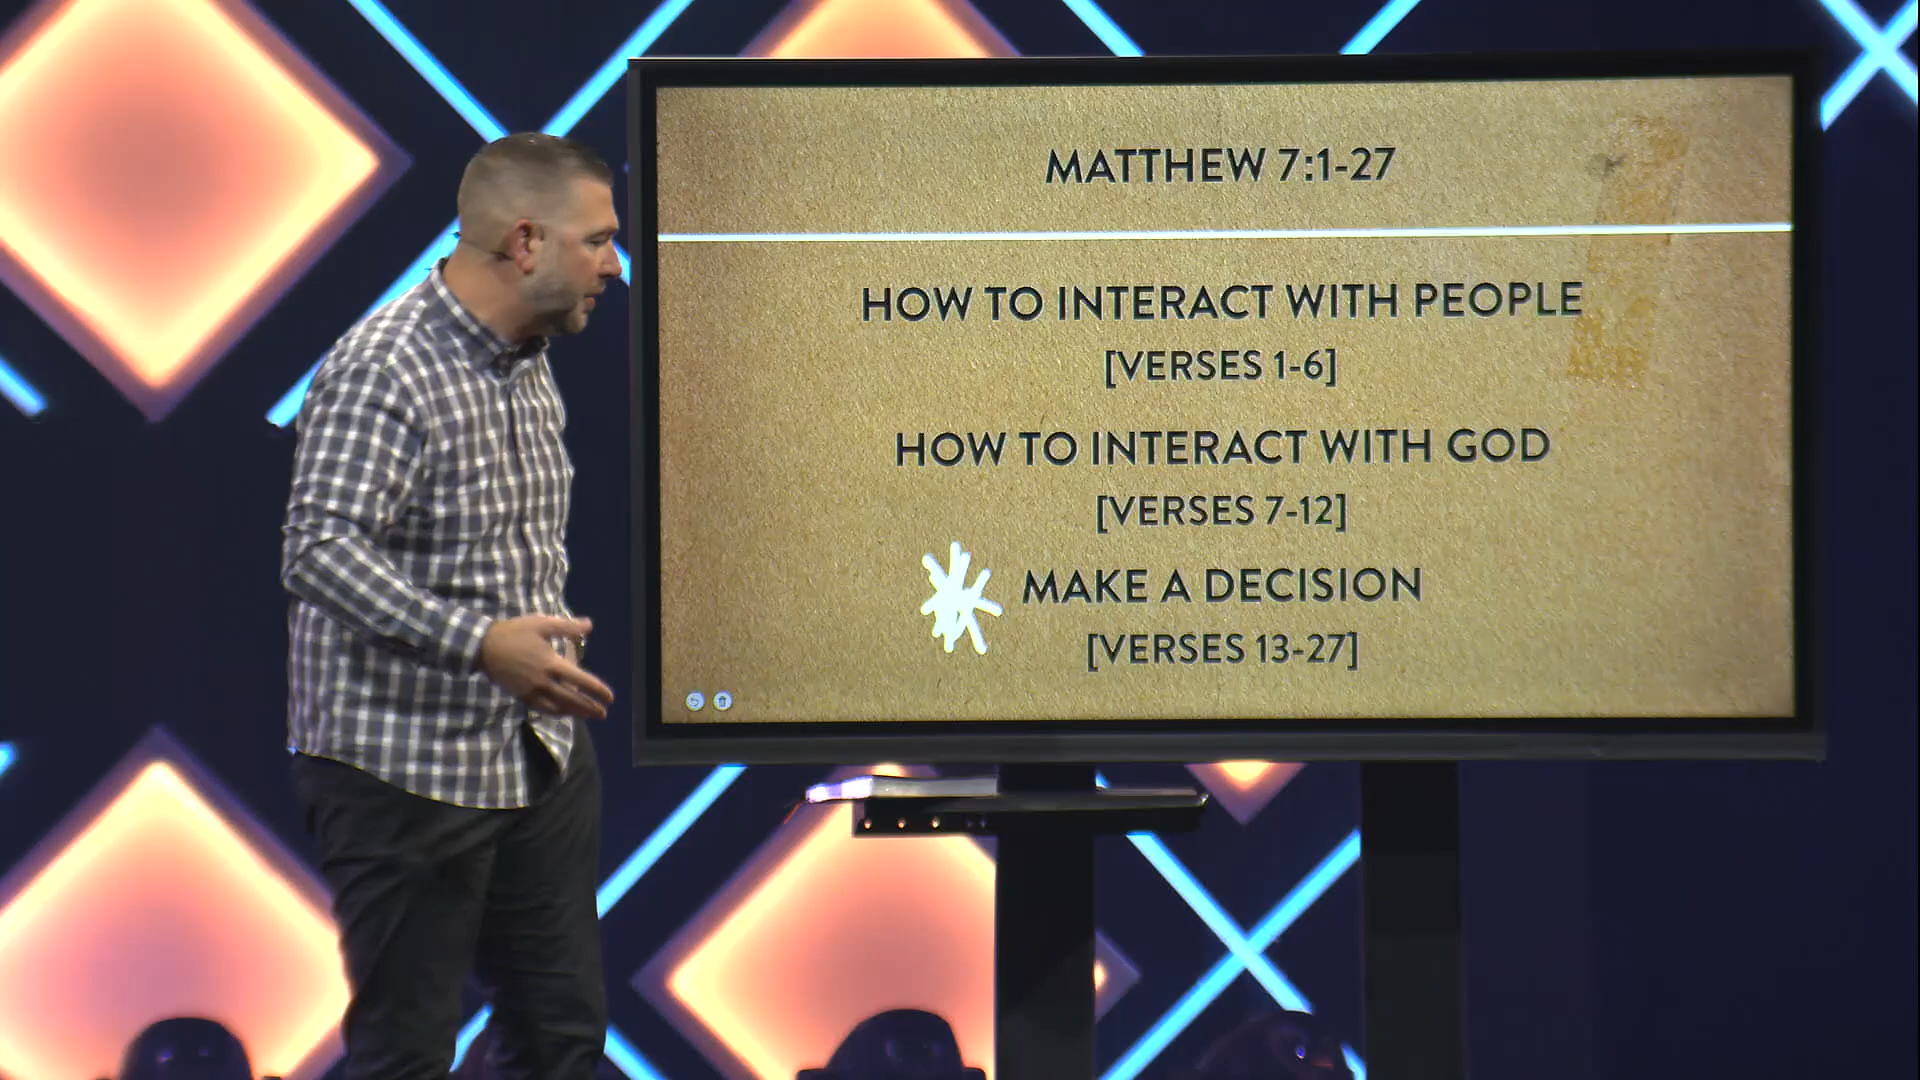 MATTHEW 7:1-27
HOW TO INTERACT WITH PEOPLE
[VERSES 1-6]
HOW TO INTERACT WITH GOD
[VERSES 7-12]
MAKE A DECISION
[VERSES 13-27]